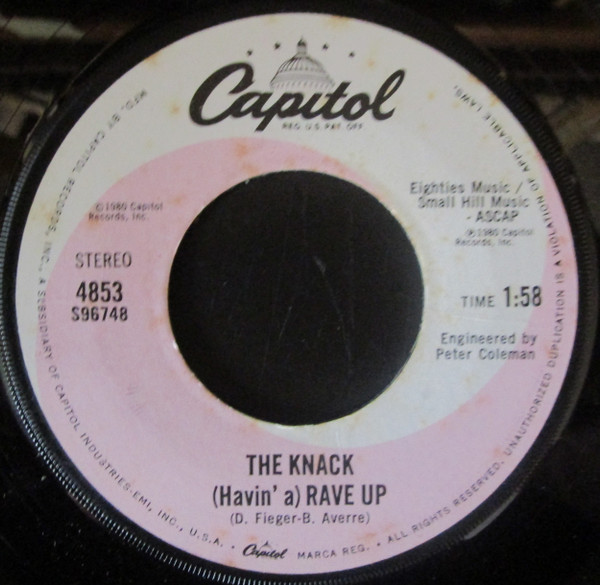 Capitol
REG. U.S. PAT. OFF.
Eighties Music /
Small Hill Music
- ASCAP
℗ 1980 Capitol
Records, Inc.
© 1980 Capitol
Records, Inc.
STEREO
4853
S96748
TIME 1:58
Engineered by
Peter Coleman
THE KNACK
(Havin' a) RAVE UP
(D. Fieger-B. Averre)
MFD. BY CAPITOL RECORDS, INC., A SUBSIDIARY OF CAPITOL INDUSTRIES-EMI, INC., U.S.A. • Capitol MARCA REG. • ALL RIGHTS RESERVED. UNAUTHORIZED DUPLICATION IS A VIOLATION OF APPLICABLE LAWS.